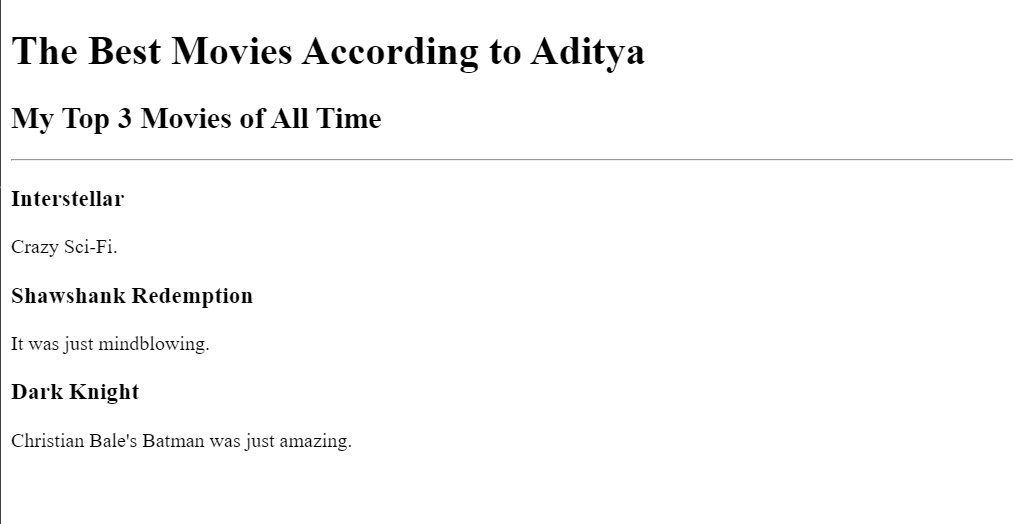 The Best Movies According to Aditya
My Top 3 Movies of All Time
Interstellar
Crazy Sci-Fi.
Shawshank Redemption
It was just mindblowing.
Dark Knight
Christian Bale's Batman was just amazing.